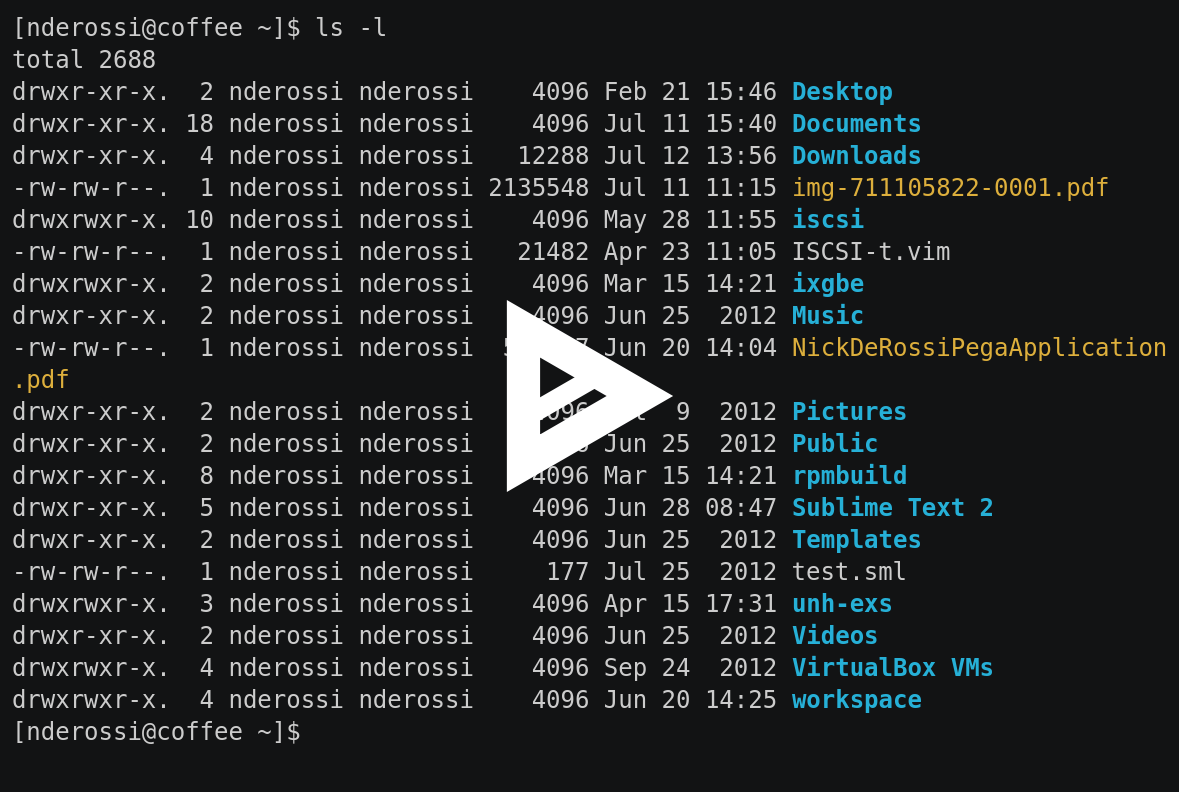 [nderossi@coffee ~]$ ls -l
total 2688
drwxr-xr-x.  2 nderossi nderossi    4096 Feb 21 15:46 Desktop
drwxr-xr-x. 18 nderossi nderossi    4096 Jul 11 15:40 Documents
drwxr-xr-x.  4 nderossi nderossi   12288 Jul 12 13:56 Downloads
-rw-rw-r--.  1 nderossi nderossi 2135548 Jul 11 11:15 img-711105822-0001.pdf
drwxrwxr-x. 10 nderossi nderossi    4096 May 28 11:55 iscsi
-rw-rw-r--.  1 nderossi nderossi   21482 Apr 23 11:05 ISCSI-t.vim
drwxrwxr-x.  2 nderossi nderossi    4096 Mar 15 14:21 ixgbe
drwxr-xr-x.  2 nderossi nderossi    4096 Jun 25  2012 Music
-rw-rw-r--.  1 nderossi nderossi Jun 20 14:04 NickDeRossiPegaApplication
.pdf
drwxr-xr-x.  2 nderossi nderossi 9  2012 Pictures
drwxr-xr-x.  2 nderossi nderossi Jun 25  2012 Public
drwxr-xr-x.  8 nderossi nderossi    4096 Mar 15 14:21 rpmbuild
drwxr-xr-x.  5 nderossi nderossi    4096 Jun 28 08:47 Sublime Text 2
drwxr-xr-x.  2 nderossi nderossi    4096 Jun 25  2012 Templates
-rw-rw-r--.  1 nderossi nderossi     177 Jul 25  2012 test.sml
drwxrwxr-x.  3 nderossi nderossi    4096 Apr 15 17:31 unh-exs
drwxr-xr-x.  2 nderossi nderossi    4096 Jun 25  2012 Videos
drwxrwxr-x.  4 nderossi nderossi    4096 Sep 24  2012 VirtualBox VMs
drwxrwxr-x.  4 nderossi nderossi    4096 Jun 20 14:25 workspace
[nderossi@coffee ~]$